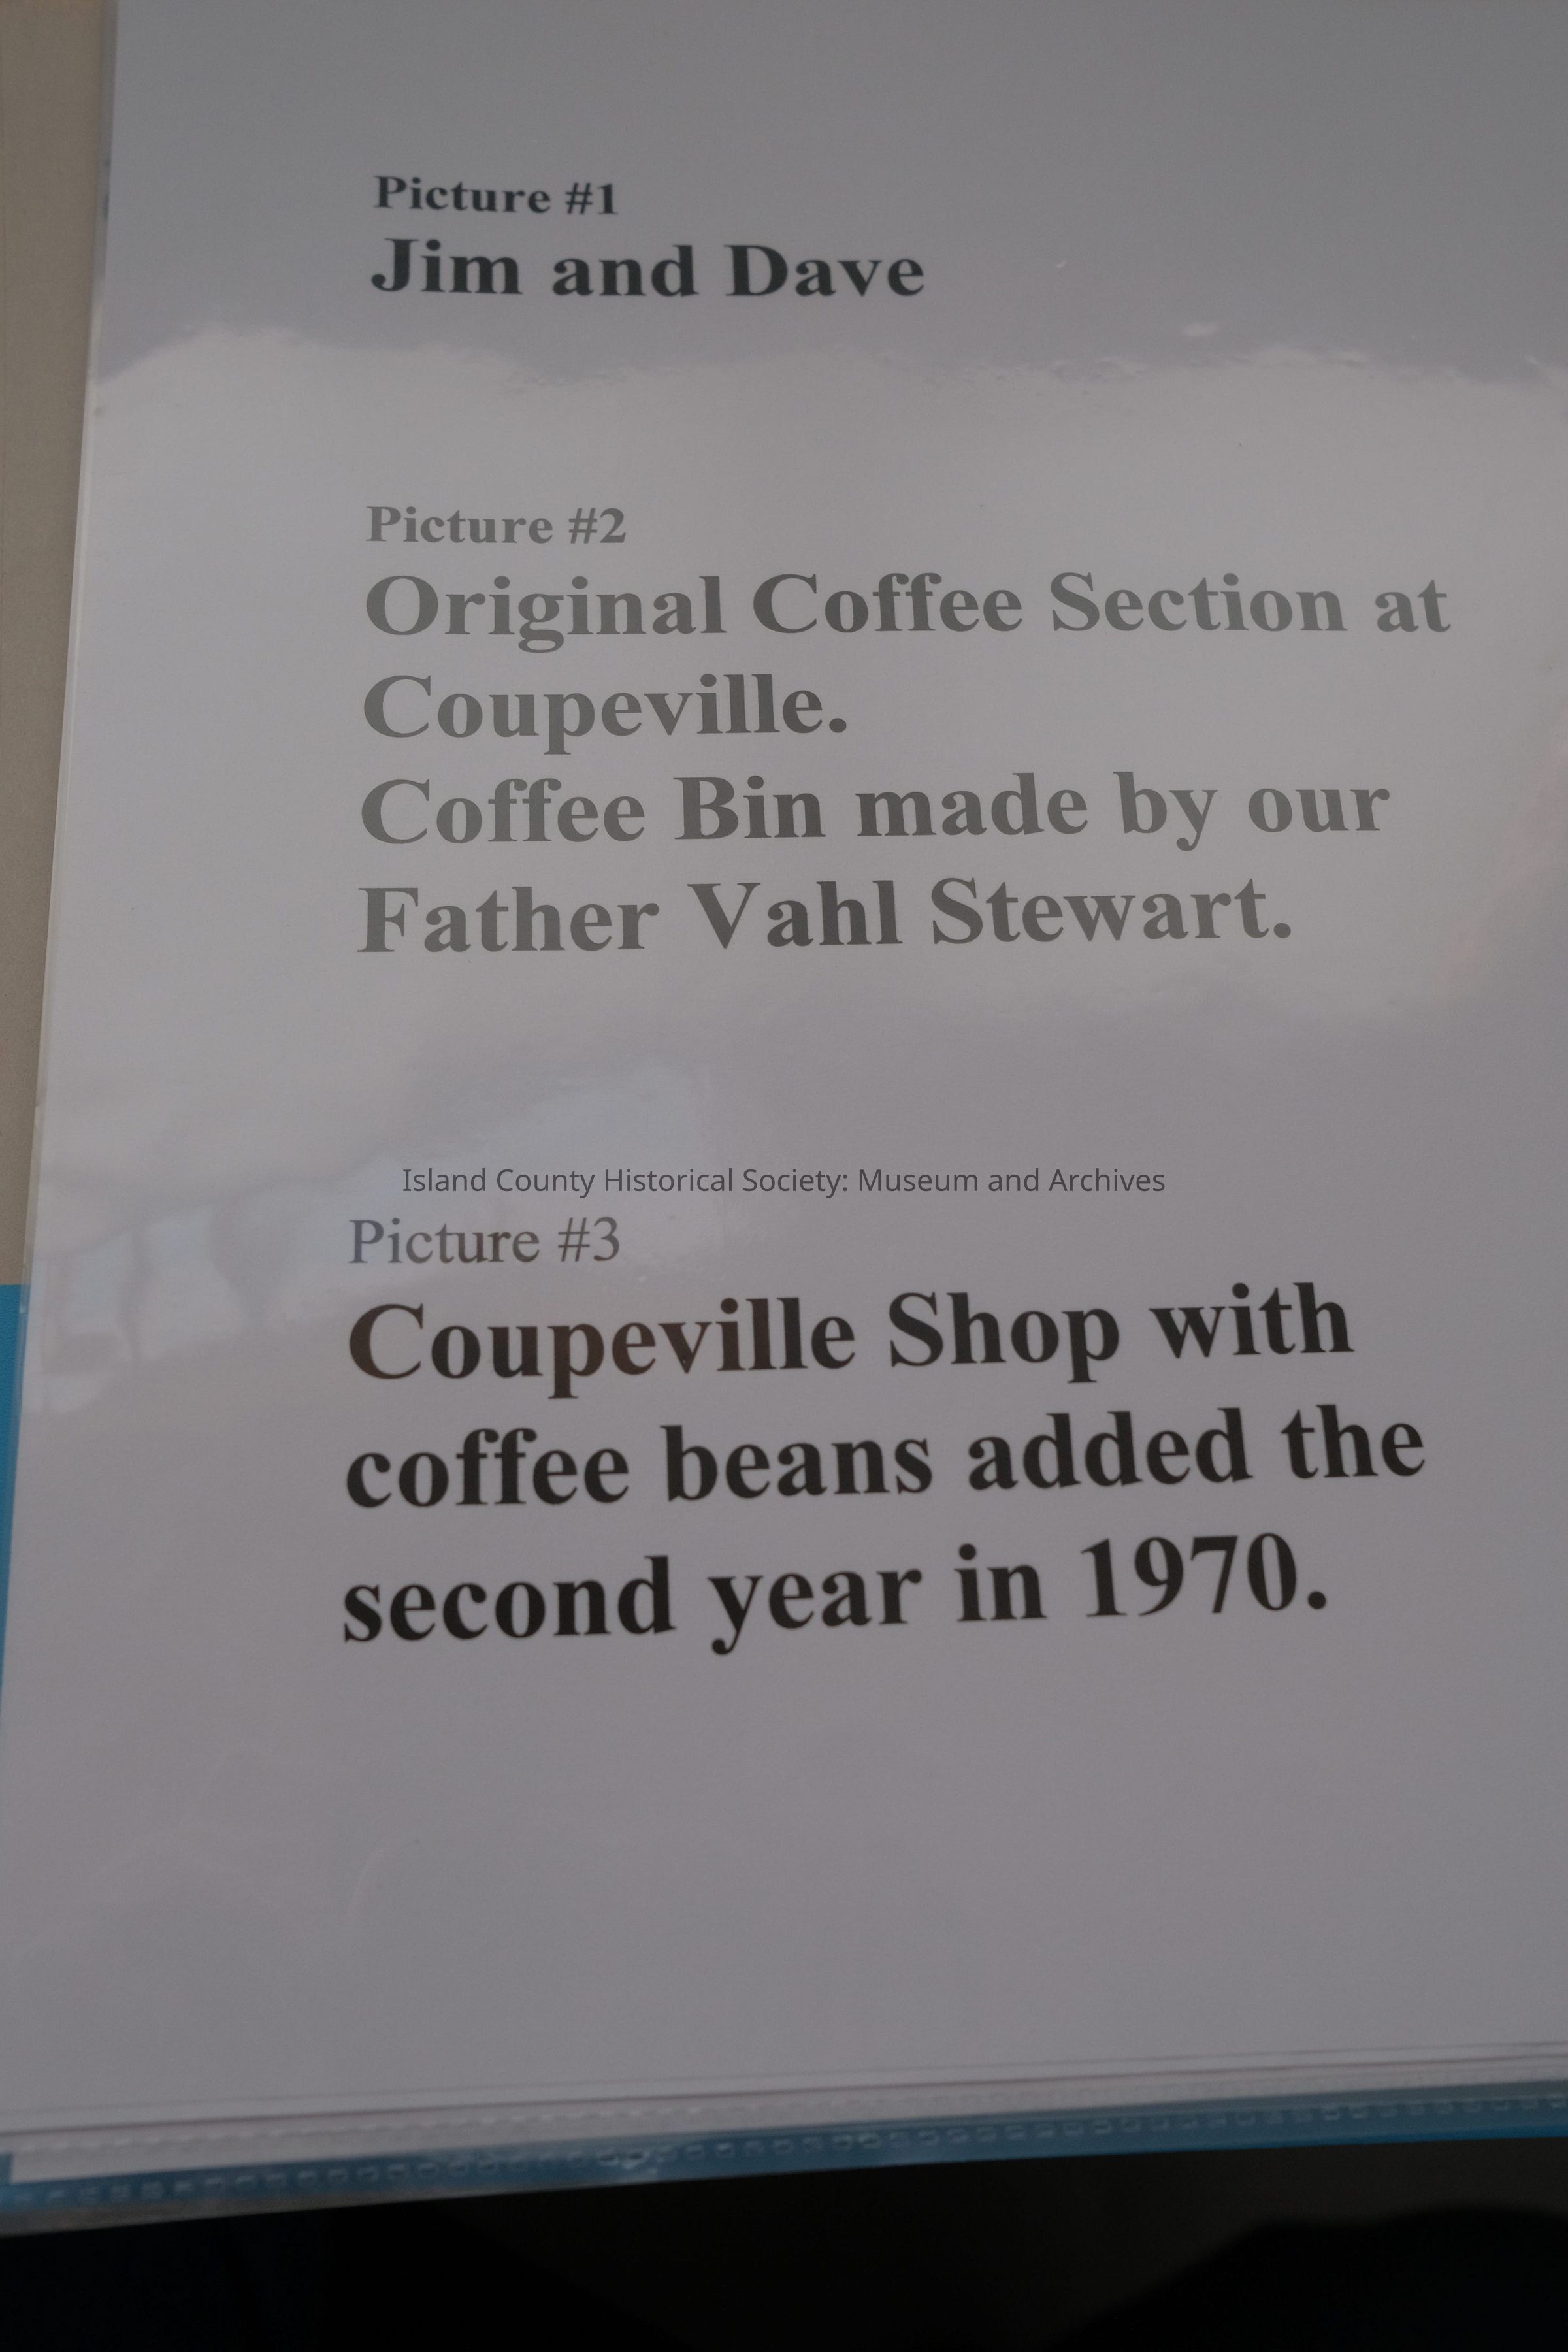 Picture #1
Jim and Dave
Picture #2
Original Coffee Section at
Coupeville.
Coffee Bin made by our
Father Vahl Stewart.
Island County Historical Society: Museum and Archives
Picture #3
Coupeville Shop with
coffee beans added the
second year in 1970.